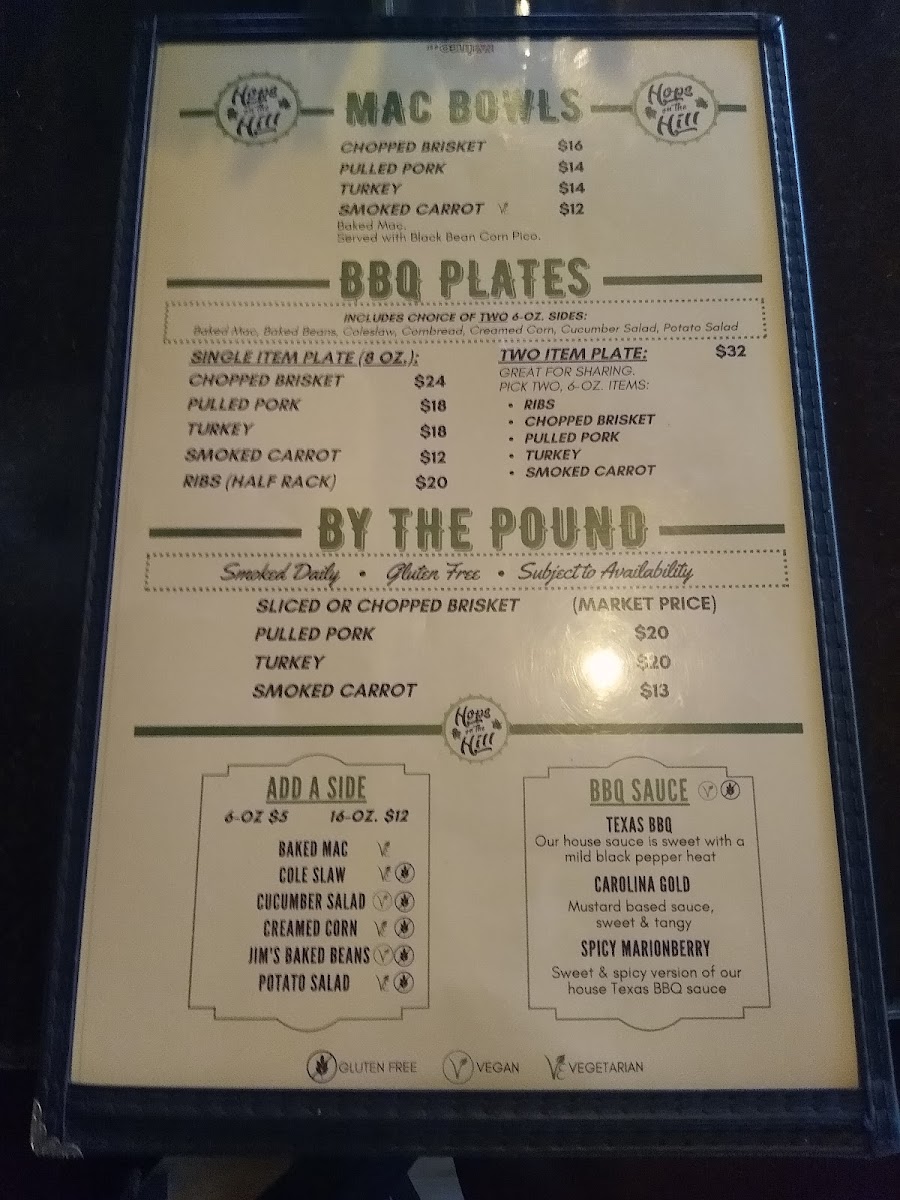 Hops on the Hill
MAC BOWLS
Hops on the Hill
CHOPPED BRISKET $16
PULLED PORK $14
TURKEY $14
SMOKED CARROT $12
Baked Mac.
Served with Black Bean Corn Pico.
BBQ PLATES
INCLUDES CHOICE OF TWO 6-OZ. SIDES:
Baked Mac, Baked Beans, Coleslaw, Cornbread, Creamed Corn, Cucumber Salad, Potato Salad
SINGLE ITEM PLATE (8 OZ.):
CHOPPED BRISKET $24
PULLED PORK $18
TURKEY $18
SMOKED CARROT $12
RIBS (HALF RACK) $20
TWO ITEM PLATE: $32
GREAT FOR SHARING.
PICK TWO, 6-OZ. ITEMS:
• RIBS
• CHOPPED BRISKET
• PULLED PORK
• TURKEY
• SMOKED CARROT
BY THE POUND
Smoked Daily • Gluten Free • Subject to Availability
SLICED OR CHOPPED BRISKET (MARKET PRICE)
PULLED PORK $20
TURKEY $20
SMOKED CARROT $13
Hops on the Hill
ADD A SIDE
6-OZ $5 16-OZ. $12
BAKED MAC
COLE SLAW
CUCUMBER SALAD
CREAMED CORN
JIM'S BAKED BEANS
POTATO SALAD
BBQ SAUCE
TEXAS BBQ
Our house sauce is sweet with a
mild black pepper heat
CAROLINA GOLD
Mustard based sauce,
sweet & tangy
SPICY MARIONBERRY
Sweet & spicy version of our
house Texas BBQ sauce
GLUTEN FREE VEGAN VEGETARIAN